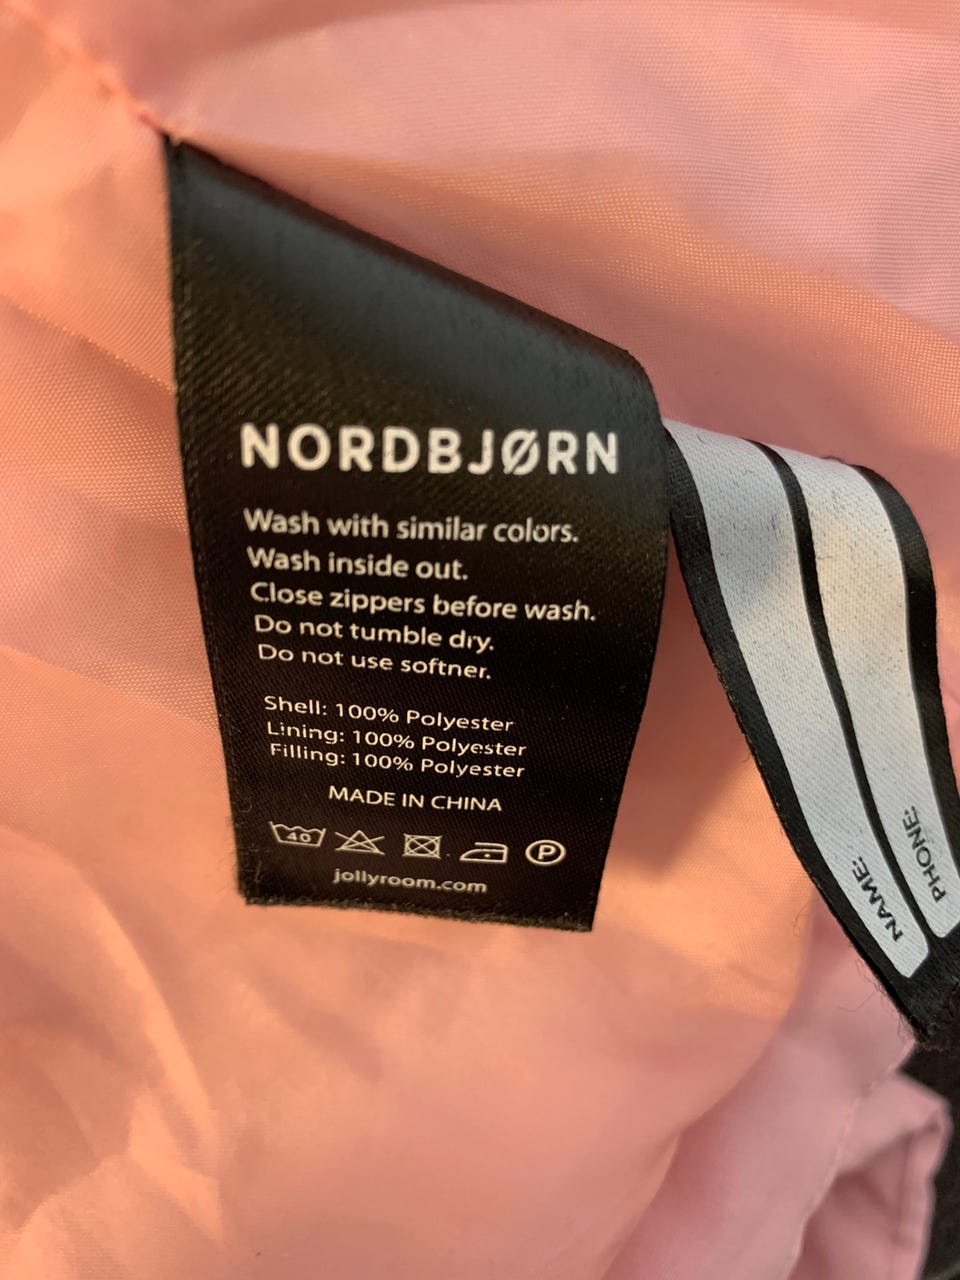 NORDBJØRN
Wash with similar colors.
Wash inside out.
Close zippers before wash.
Do not tumble dry.
Do not use softner.
Shell: 100% Polyester
Lining: 100% Polyester
Filling: 100% Polyester
MADE IN CHINA
40 P
jollyroom.com
NAME:
PHONE: